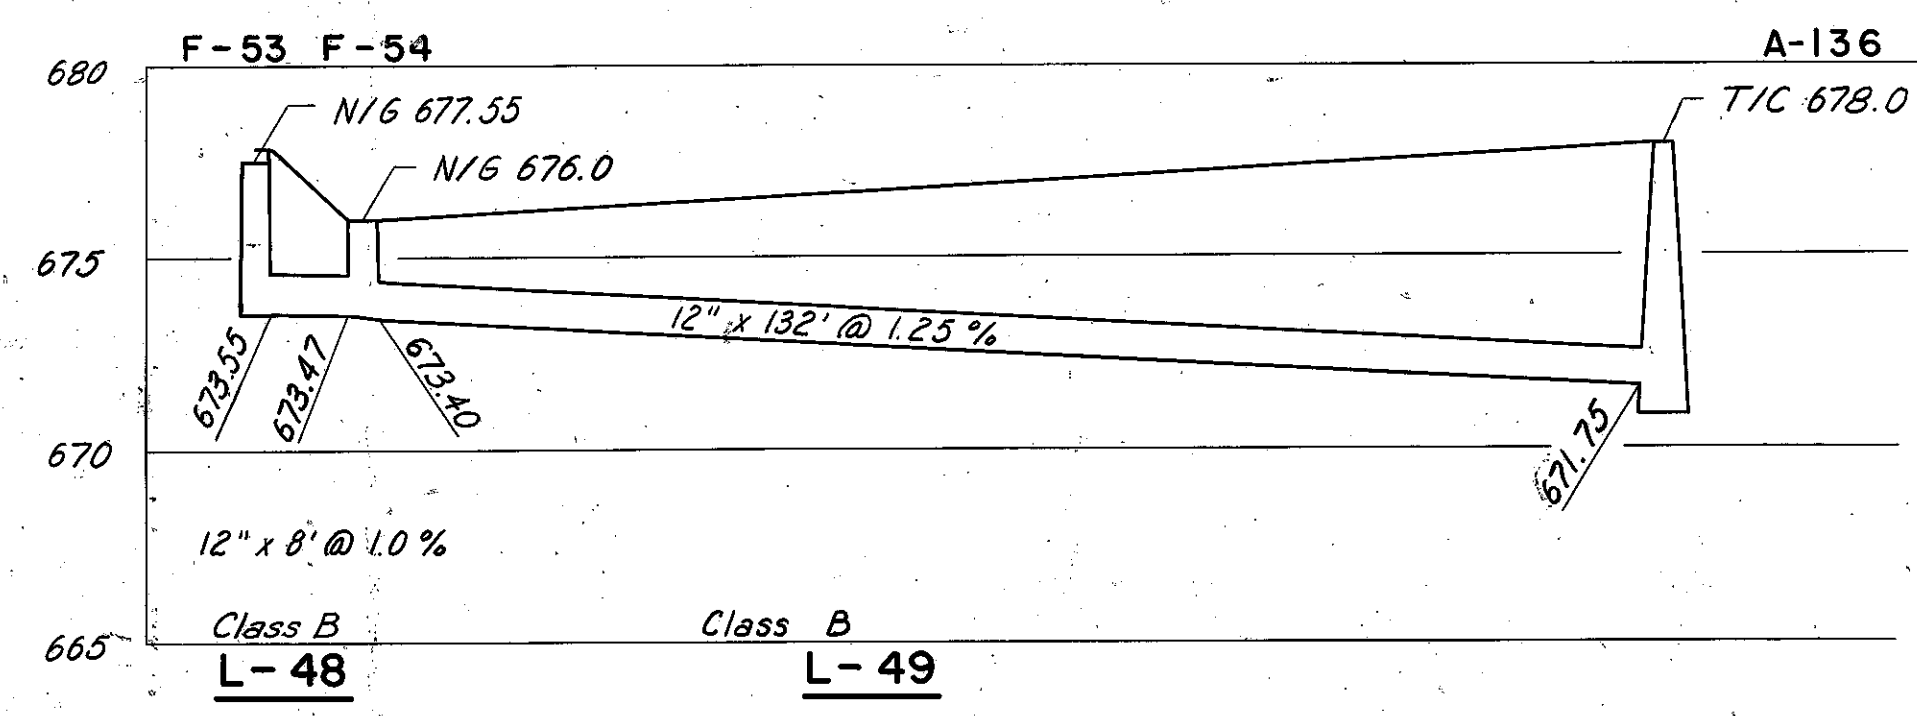 F-53 F-54
A-136
680
N/G 677.55
T/C 678.0
N/G 676.0
675
12" x 132' @ 1.25 %
673.55
673.47
673.40
671.75
670
12" x 8' @ 1.0 %
Class B
Class B
665
L-48
L-49